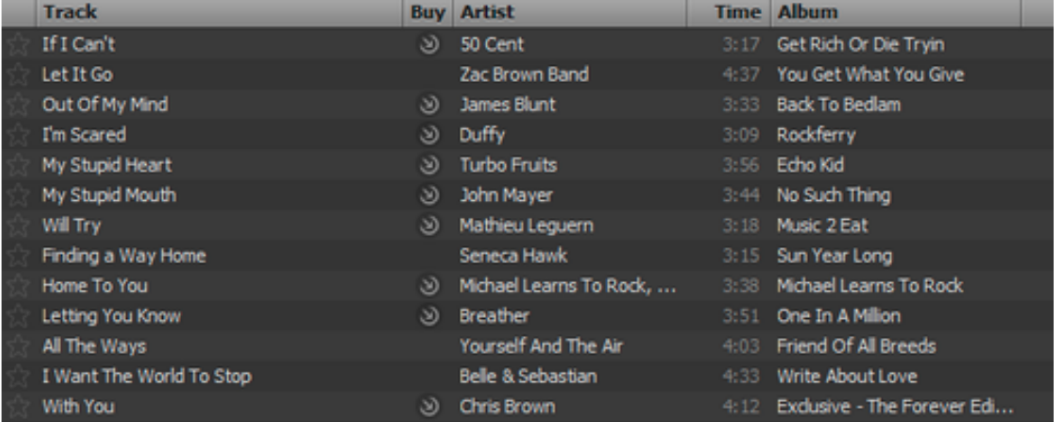 Track Buy Artist Time Album
If I Can't 50 Cent 3:17 Get Rich Or Die Tryin
Let It Go Zac Brown Band 4:37 You Get What You Give
Out Of My Mind James Blunt 3:33 Back To Bedlam
I'm Scared Duffy 3:09 Rockferry
My Stupid Heart Turbo Fruits 3:56 Echo Kid
My Stupid Mouth John Mayer 3:44 No Such Thing
Will Try Mathieu Leguern 3:18 Music 2 Eat
Finding a Way Home Seneca Hawk 3:15 Sun Year Long
Home To You Michael Learns To Rock, ... 3:38 Michael Learns To Rock
Letting You Know Breather 3:51 One In A Million
All The Ways Yourself And The Air 4:03 Friend Of All Breeds
I Want The World To Stop Belle & Sebastian 4:33 Write About Love
With You Chris Brown 4:12 Exclusive - The Forever Edi...